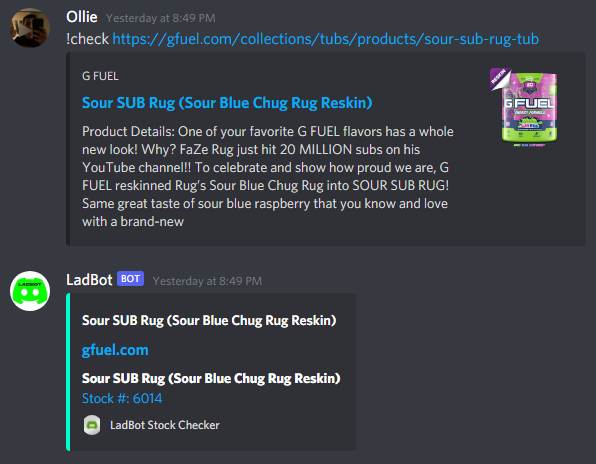 Ollie Yesterday at 8:49 PM
!check https://gfuel.com/collections/tubs/products/sour-sub-rug-tub
G FUEL
Sour SUB Rug (Sour Blue Chug Rug Reskin)
Product Details: One of your favorite G FUEL flavors has a whole
new look! Why? FaZe Rug just hit 20 MILLION subs on his
YouTube channel!! To celebrate and show how proud we are, G
FUEL reskinned Rug's Sour Blue Chug Rug into SOUR SUB RUG!
Same great taste of sour blue raspberry that you know and love
with a brand-new
RESKIN
G FUEL
ENERGY FORMULA
LADBOT
LadBot BOT Yesterday at 8:49 PM
Sour SUB Rug (Sour Blue Chug Rug Reskin)
gfuel.com
Sour SUB Rug (Sour Blue Chug Rug Reskin)
Stock #: 6014
LadBot Stock Checker